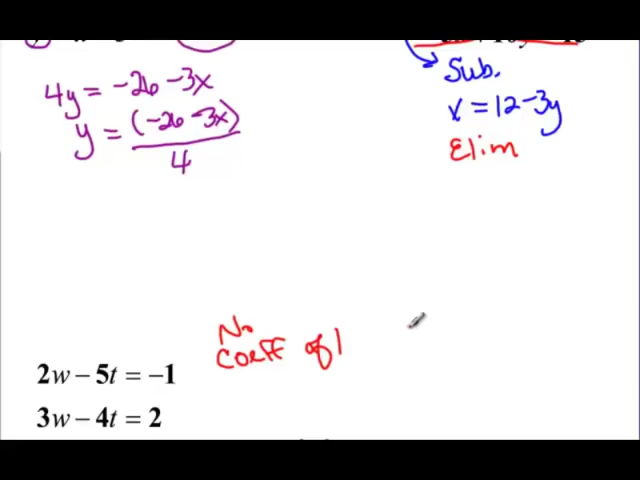 4y = -26 -3x
y = (-26 -3x)
4
Sub.
x = 12-3y
Elim
No
coeff of 1
2w – 5t = –1
3w – 4t = 2